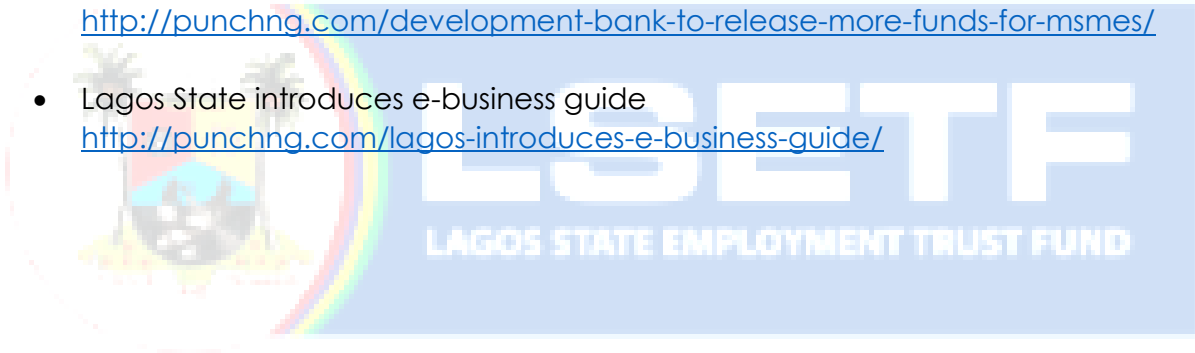 http://punchng.com/development-bank-to-release-more-funds-for-msmes/
• Lagos State introduces e-business guide
http://punchng.com/lagos-introduces-e-business-guide/
LSETF
LAGOS STATE EMPLOYMENT TRUST FUND